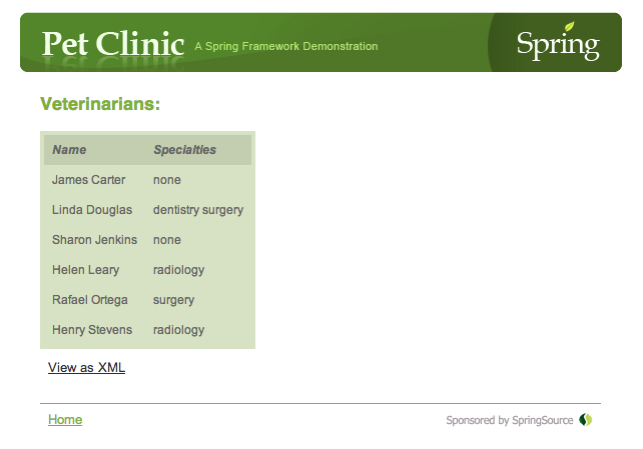 Pet Clinic A Spring Framework Demonstration Spring
Veterinarians:
Name Specialties
James Carter none
Linda Douglas dentistry surgery
Sharon Jenkins none
Helen Leary radiology
Rafael Ortega surgery
Henry Stevens radiology
View as XML
Home Sponsored by SpringSource